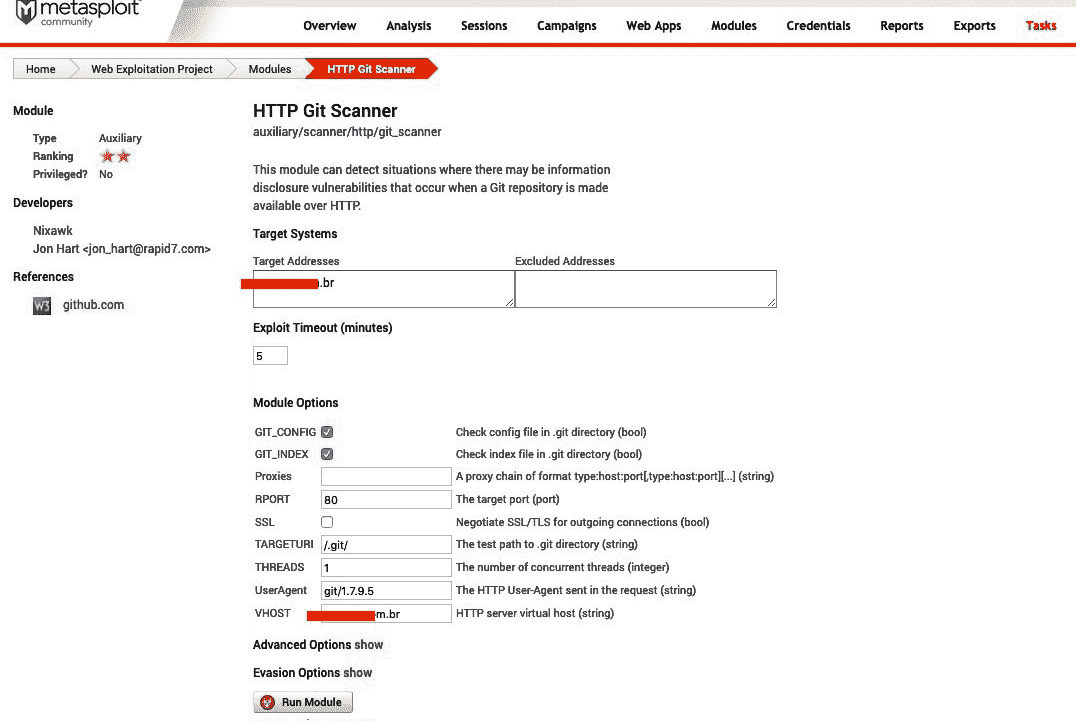 metasploit
community
Overview Analysis Sessions Campaigns Web Apps Modules Credentials Reports Exports Tasks
Home Web Exploitation Project Modules HTTP Git Scanner
Module
Type Auxiliary
Ranking
Privileged? No
Developers
Nixawk
Jon Hart <jon_hart@rapid7.com>
References
W3 github.com
HTTP Git Scanner
auxiliary/scanner/http/git_scanner
This module can detect situations where there may be information
disclosure vulnerabilities that occur when a Git repository is made
available over HTTP.
Target Systems
Target Addresses Excluded Addresses
.br
Exploit Timeout (minutes)
5
Module Options
GIT_CONFIG Check config file in .git directory (bool)
GIT_INDEX Check index file in .git directory (bool)
Proxies A proxy chain of format type:host:port[,type:host:port][...] (string)
RPORT 80 The target port (port)
SSL Negotiate SSL/TLS for outgoing connections (bool)
TARGETURI /.git/ The test path to .git directory (string)
THREADS 1 The number of concurrent threads (integer)
UserAgent git/1.7.9.5 The HTTP User-Agent sent in the request (string)
VHOST m.br HTTP server virtual host (string)
Advanced Options show
Evasion Options show
Run Module